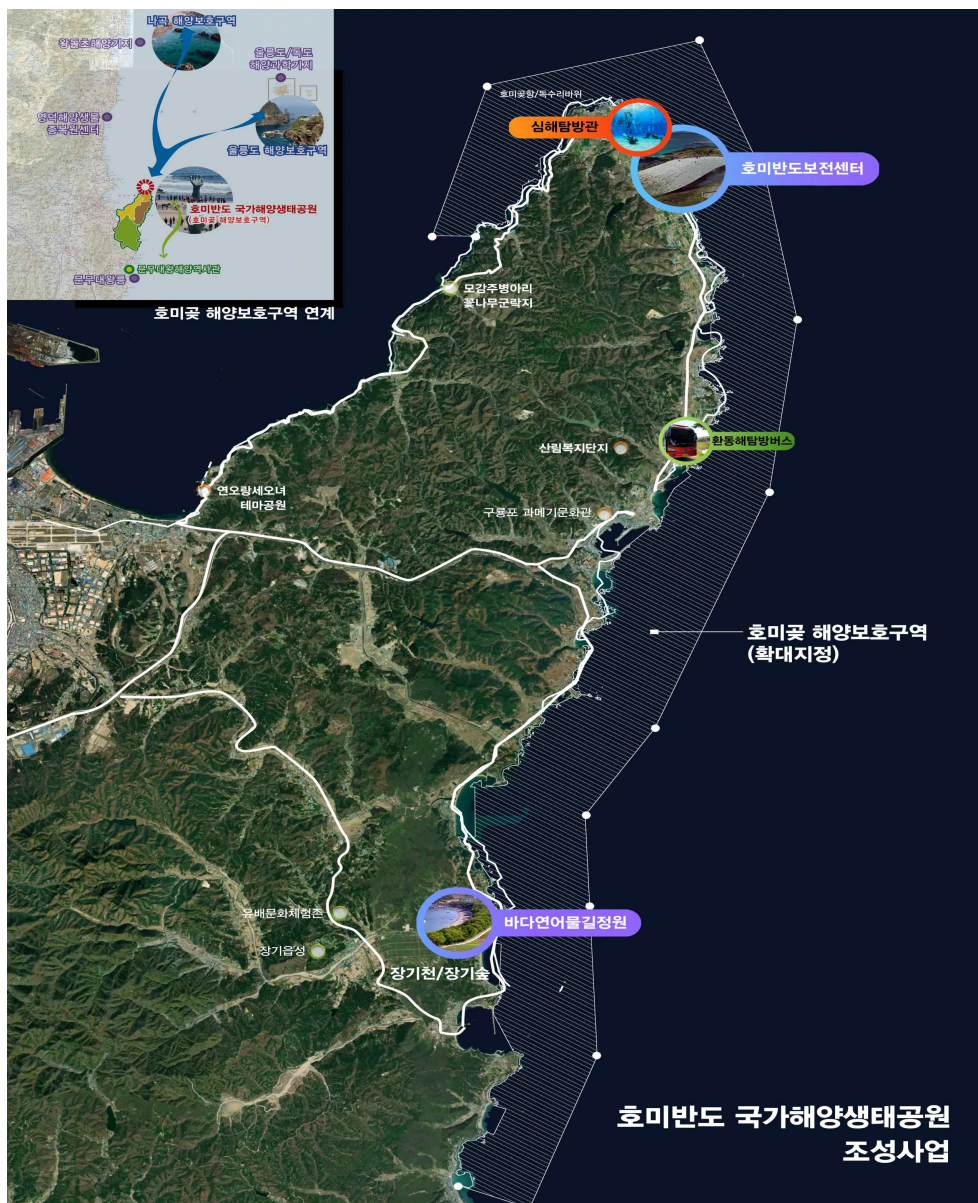 나곡 해양보호구역
왕돌초해양기지
울릉도/독도
해양과학기지
영덕해양생물
종복원센터
울릉도 해양보호구역
호미반도 국가해양생태공원
(호미곶 해양보호구역)
문무대왕해양역사관
문무대왕릉
호미곶 해양보호구역 연계
호미곶항/독수리바위
심해탐방관
호미반도보전센터
모감주병아리
꽃나무군락지
환동해탐방버스
산림복지단지
연오랑세오녀
테마공원
구룡포 과메기문화관
호미곶 해양보호구역
(확대지정)
유배문화체험존
바다연어물길정원
장기읍성
장기천/장기숲
호미반도 국가해양생태공원
조성사업